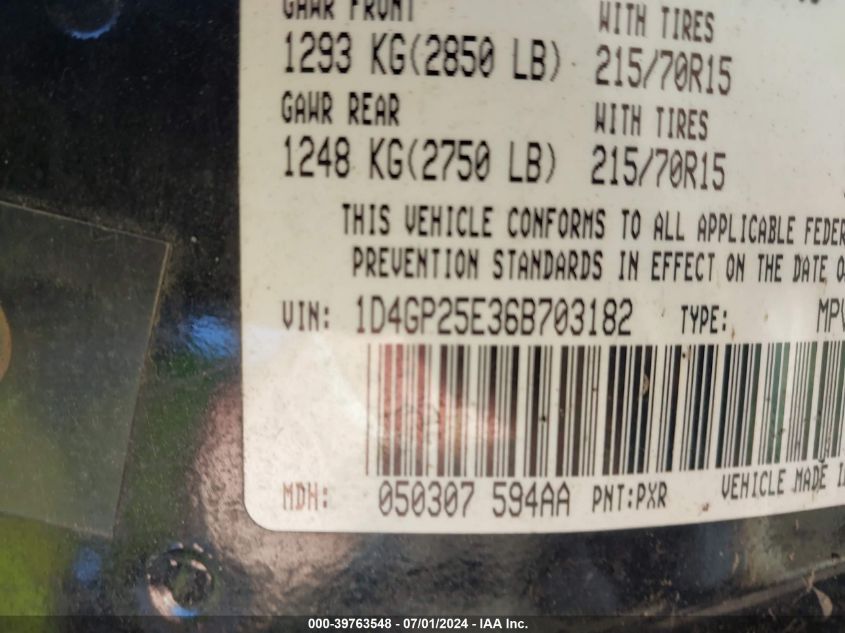 GAWR FRONT WITH TIRES
1293 KG(2850 LB) 215/70R15
GAWR REAR WITH TIRES
1248 KG(2750 LB) 215/70R15
THIS VEHICLE CONFORMS TO ALL APPLICABLE FEDER
PREVENTION STANDARDS IN EFFECT ON THE DATE O
VIN: 1D4GP25E36B703182 TYPE: MPV
MDH: 050307 594AA PNT:PXR VEHICLE MADE I
000-39763548 - 07/01/2024 - IAA Inc.